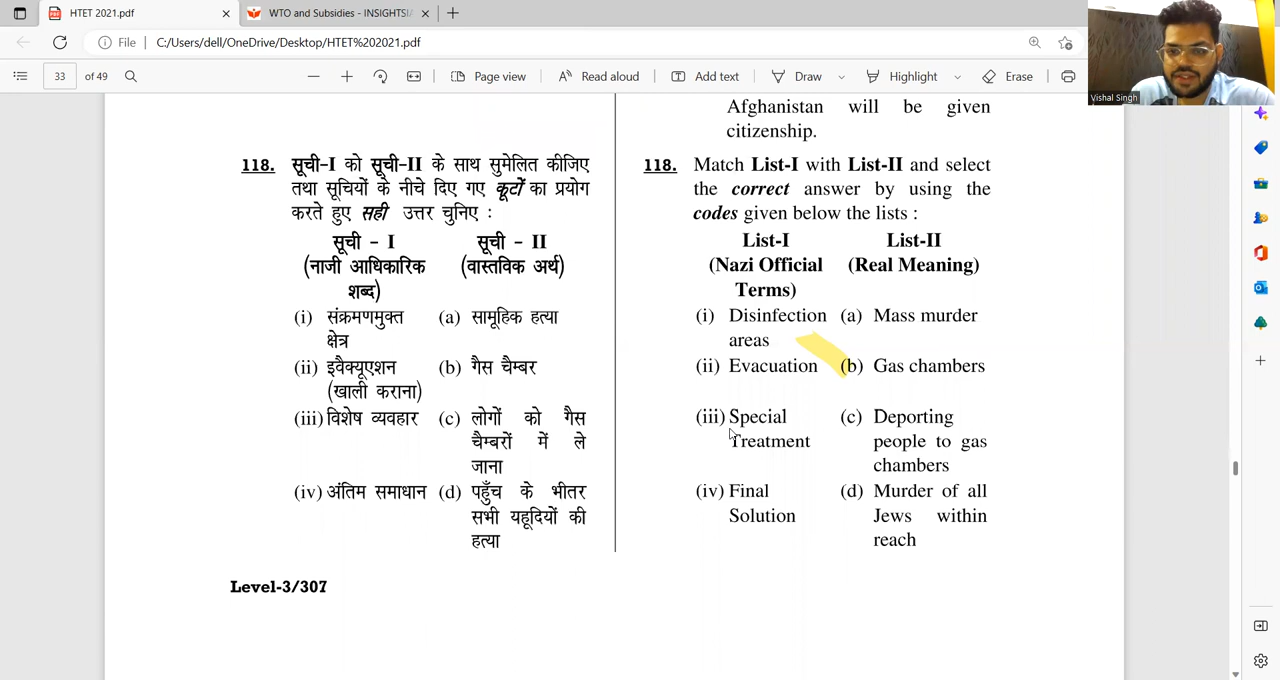 HTET 2021.pdf
WTO and Subsidies - INSIGHTSI
File C:/Users/dell/OneDrive/Desktop/HTET%202021.pdf
33 of 49 Page view Read aloud Add text Draw Highlight Erase
Vishal Singh
118. सूची-I को सूची-II के साथ सुमेलित कीजिए
तथा सूचियों के नीचे दिए गए कूटों का प्रयोग
करते हुए सही उत्तर चुनिए :
सूची - I सूची - II
(नाजी आधिकारिक (वास्तविक अर्थ)
शब्द)
(i) संक्रमणमुक्त (a) सामूहिक हत्या
क्षेत्र
(ii) इवैक्यूएशन (b) गैस चैम्बर
(खाली कराना)
(iii) विशेष व्यवहार (c) लोगों को गैस
चैम्बरों में ले
जाना
(iv) अंतिम समाधान (d) पहुँच के भीतर
सभी यहूदियों की
हत्या
Level-3/307
Afghanistan will be given
citizenship.
118. Match List-I with List-II and select
the correct answer by using the
codes given below the lists :
List-I List-II
(Nazi Official (Real Meaning)
Terms)
(i) Disinfection (a) Mass murder
areas
(ii) Evacuation (b) Gas chambers
(iii) Special (c) Deporting
Treatment people to gas
chambers
(iv) Final (d) Murder of all
Solution Jews within
reach